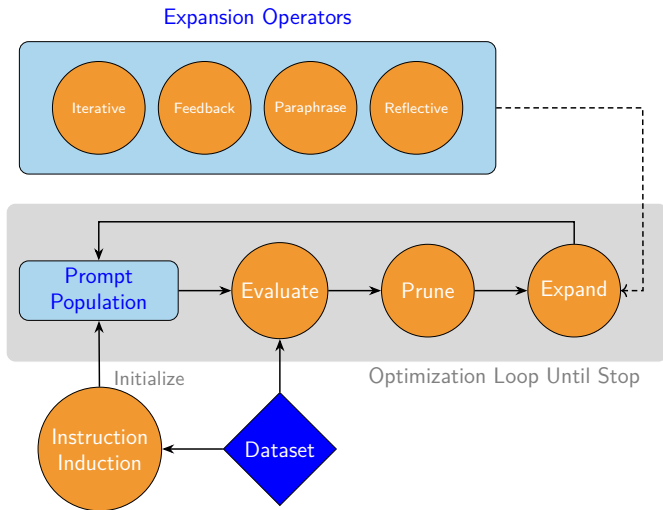 Expansion Operators
Iterative
Feedback
Paraphrase
Reflective
Prompt
Population
Evaluate
Prune
Expand
Initialize
Optimization Loop Until Stop
Instruction
Induction
Dataset